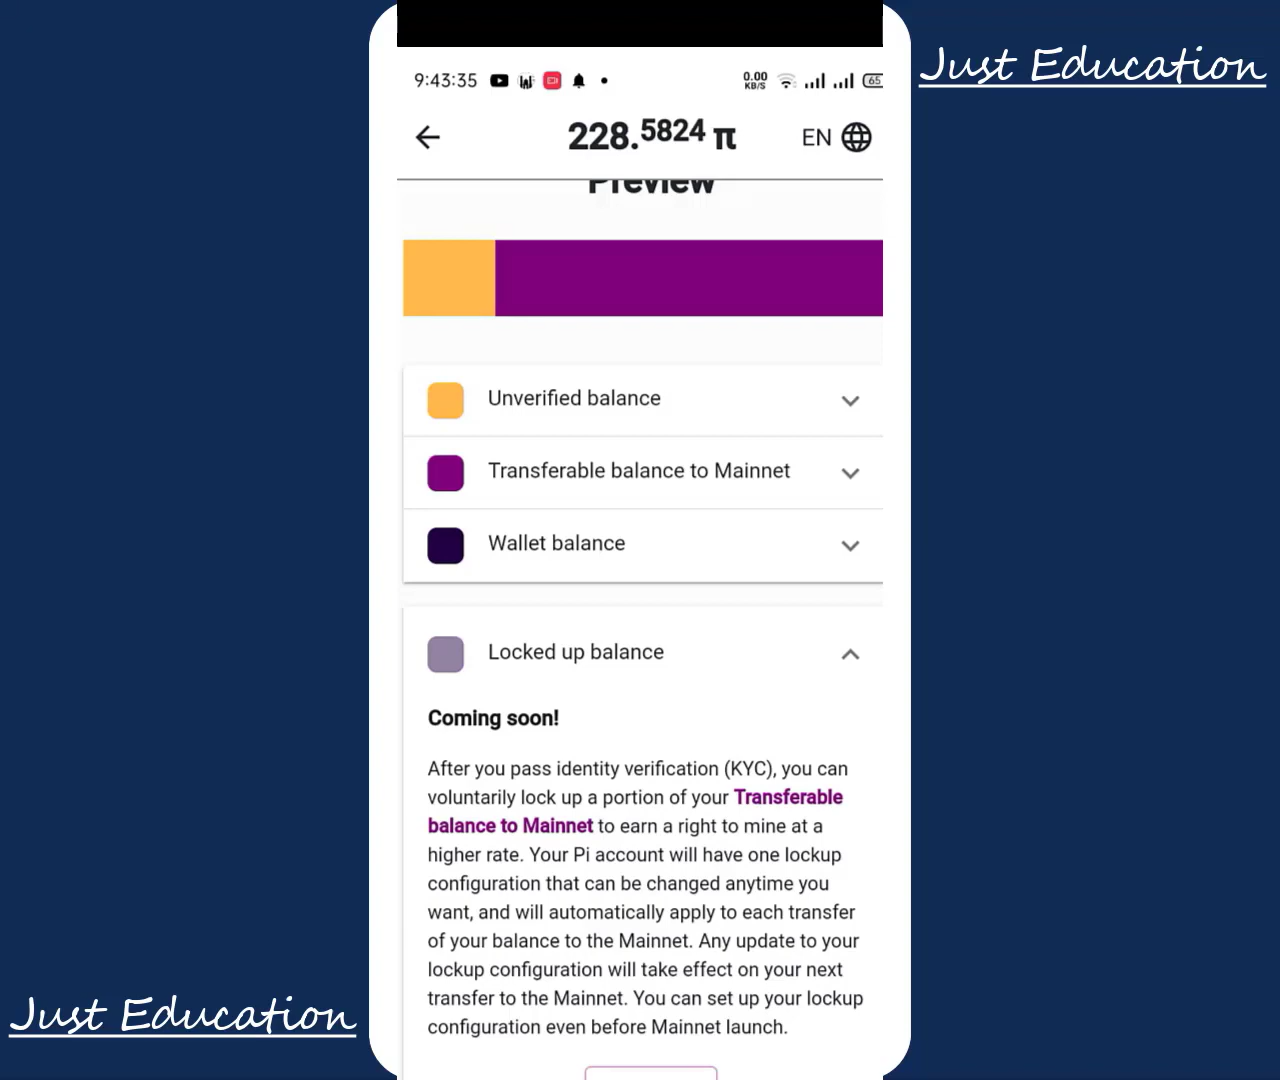 Just Education
9:43:35
0.00
KB/S
65
228.5824 π
EN
Preview
Unverified balance
Transferable balance to Mainnet
Wallet balance
Locked up balance
Coming soon!
After you pass identity verification (KYC), you can
voluntarily lock up a portion of your Transferable
balance to Mainnet to earn a right to mine at a
higher rate. Your Pi account will have one lockup
configuration that can be changed anytime you
want, and will automatically apply to each transfer
of your balance to the Mainnet. Any update to your
lockup configuration will take effect on your next
transfer to the Mainnet. You can set up your lockup
configuration even before Mainnet launch.
Just Education